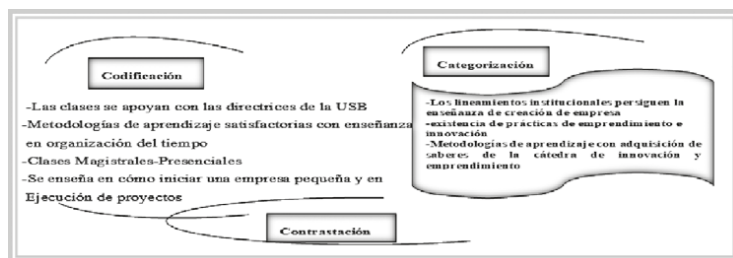 Codificación
-Las clases se apoyan con las directrices de la USB
-Metodologías de aprendizaje satisfactorias con enseñanza
en organización del tiempo
-Clases Magistrales-Presenciales
-Se enseña en cómo iniciar una empresa pequeña y en
Ejecución de proyectos
Categorización
-Los lineamientos institucionales persiguen la
enseñanza de creación de empresa
-existencia de prácticas de emprendimiento e
innovación
-Metodologías de aprendizaje con adquisición de
saberes de la cátedra de innovación y
emprendimiento
Contrastación